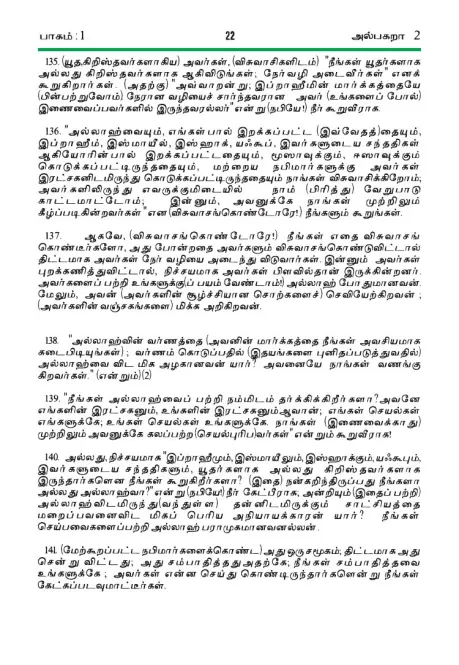 பாகம் : 1 22 அல்பகறா 2
135. (யூத,கிறிஸ்தவர்களாகிய) அவர்கள், (விசுவாசிகளிடம்) "நீங்கள் யூதர்களாக
அல்லது கிறிஸ்தவர்களாக ஆகிவிடுங்கள்; நேர்வழி அடைவீர்கள்" எனக்
கூறுகிறார்கள். (அதற்கு) "அவ்வாறன்று; இப்றாஹீமின் மார்க்கத்தையே
(பின்பற்றுவோம்) நேரான வழியைச் சார்ந்தவரான அவர் (உங்களைப் போல்)
இணைவைப்பவர்களில் இருந்தவரல்லர்" என்று (நபியே!) நீர் கூறுவீராக.
136. "அல்லாஹ்வையும், எங்கள்பால் இறக்கப்பட்ட (இவ்வேதத்)தையும்,
இப்றாஹீம், இஸ்மாயீல், இஸ்ஹாக், யஃகூப், இவர்களுடைய சந்ததிகள்
ஆகியோரின்பால் இறக்கப்பட்டதையும், மூஸாவுக்கும், ஈஸாவுக்கும்
கொடுக்கப்பட்டிருந்ததையும், மற்றைய நபிமார்களுக்கு அவர்கள்
இரட்சகனிடமிருந்து கொடுக்கப்பட்டிருந்ததையும் நாங்கள் விசுவாசிக்கிறோம்;
அவர்களிலிருந்து எவருக்குமிடையில் நாம் (பிரித்து) வேறுபாடு
காட்டமாட்டோம்; இன்னும், அவனுக்கே நாங்கள் முற்றிலும்
கீழ்ப்படிகின்றவர்கள்" என (விசுவாசங்கொண்டோரே!) நீங்களும் கூறுங்கள்.
137. ஆகவே, (விசுவாசங்கொண்டோரே!) நீங்கள் எதை விசுவாசங்
கொண்டீர்களோ, அது போன்றதை அவர்களும் விசுவாசங்கொண்டுவிட்டால்
திட்டமாக அவர்கள் நேர் வழியை அடைந்து விடுவார்கள். இன்னும் அவர்கள்
புறக்கணித்துவிட்டால், நிச்சயமாக அவர்கள் பிளவில்தான் இருக்கின்றனர்.
அவர்களைப் பற்றி உங்களுக்கு(ப் பயம் வேண்டாம்!) அல்லாஹ் போதுமானவன்.
மேலும், அவன் (அவர்களின் சூழ்ச்சியான சொற்களைச்) செவியேற்கிறவன் ;
(அவர்களின் வஞ்சகங்களை) மிக்க அறிகிறவன்.
138. "அல்லாஹ்வின் வர்ணத்தை (அவனின் மார்க்கத்தை நீங்கள் அவசியமாக
கடைபிடியுங்கள்) ; வர்ணம் கொடுப்பதில் (இதயங்களை புனிதப்படுத்துவதில்)
அல்லாஹ்வை விட மிக அழகானவன் யார்? அவனையே நாங்கள் வணங்கு
கிறவர்கள்." (என்றும்)(2)
139. "நீங்கள் அல்லாஹ்வைப் பற்றி நம்மிடம் தர்க்கிக்கிறீர்களா?அவனே
எங்களின் இரட்சகனும், உங்களின் இரட்சகனும்ஆவான்; எங்கள் செயல்கள்
எங்களுக்கே; உங்கள் செயல்கள் உங்களுக்கே. நாங்கள் (இணைவைக்காது)
முற்றிலும் அவனுக்கே கலப்பற்ற(செயல்புரிப)வர்கள்" என்றும் கூறுவீராக!
140. அல்லது,நிச்சயமாக "இப்றாஹீமும்,இஸ்மாயீலும்,இஸ்ஹாக்கும்,யஃகூபும்,
இவர்களுடைய சந்ததிகளும், யூதர்களாக அல்லது கிறிஸ்தவர்களாக
இருந்தார்களென நீங்கள் கூறுகிறீர்களா? (இதை) நன்கறிந்திருப்பது நீங்களா
அல்லது அல்லாஹ்வா?" என்று (நபியே!) நீர் கேட்பீராக; அன்றியும் (இதைப் பற்றி)
அல்லாஹ்விடமிருந்து(வந்துள்ள) தன்னிடமிருக்கும் சாட்சியத்தை
மறைப்பவனைவிட மிகப் பெரிய அநியாயக்காரன் யார்? நீங்கள்
செய்பவைகளைப்பற்றி அல்லாஹ் பராமுகமானவனல்லன்.
141. (மேற்கூறப்பட்ட நபிமார்களைக்கொண்ட) அது ஒரு சமூகம்; திட்டமாக அது
சென்று விட்டது; அது சம்பாதித்தது அதற்கே; நீங்கள் சம்பாதித்தவை
உங்களுக்கே ; அவர்கள் என்ன செய்து கொண்டிருந்தார்களென்று நீங்கள்
கேட்கப்படவுமாட்டீர்கள்.